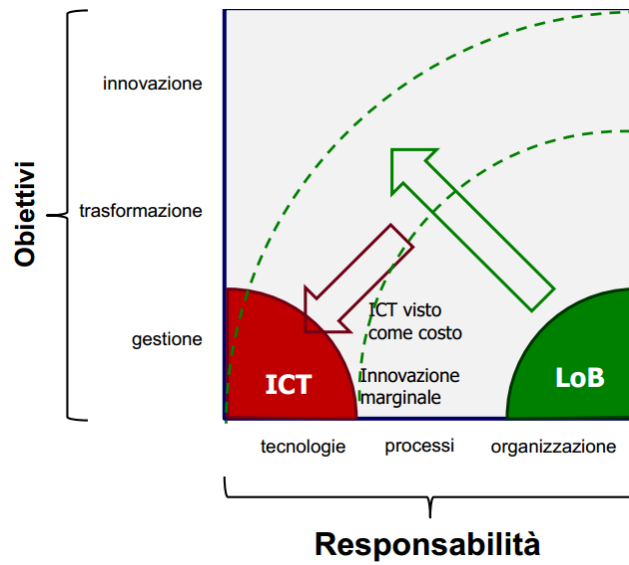 Obiettivi
innovazione
trasformazione
gestione
ICT visto
come costo
Innovazione
marginale
ICT
LoB
tecnologie
processi
organizzazione
Responsabilità